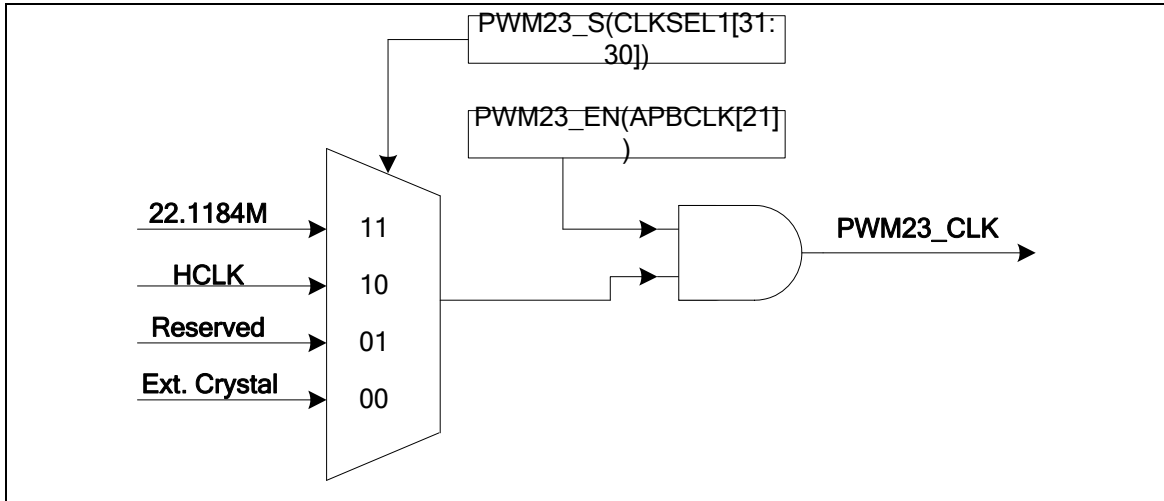 PWM23_S(CLKSEL1[31:
30])
PWM23_EN(APBCLK[21]
)
22.1184M
11
PWM23_CLK
HCLK
10
Reserved
01
Ext. Crystal
00